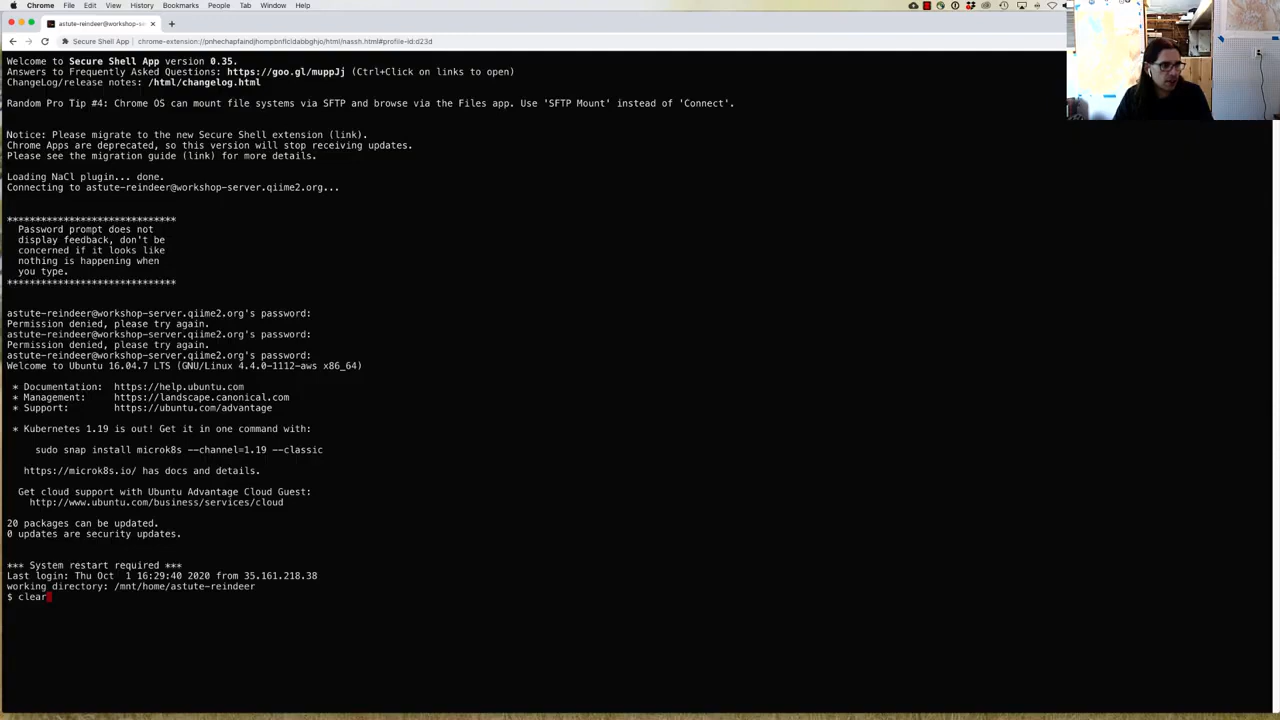 Chrome File Edit View History Bookmarks People Tab Window Help
astute-reindeer@workshop-se
Secure Shell App chrome-extension://pnhechapfaindjhompbnflcldabbghjo/html/nassh.html#profile-id:d23d
Welcome to Secure Shell App version 0.35.
Answers to Frequently Asked Questions: https://goo.gl/muppJj (Ctrl+Click on links to open)
ChangeLog/release notes: /html/changelog.html
Random Pro Tip #4: Chrome OS can mount file systems via SFTP and browse via the Files app. Use 'SFTP Mount' instead of 'Connect'.
Notice: Please migrate to the new Secure Shell extension (link).
Chrome Apps are deprecated, so this version will stop receiving updates.
Please see the migration guide (link) for more details.
Loading NaCl plugin... done.
Connecting to astute-reindeer@workshop-server.qiime2.org...
*******************************
Password prompt does not
display feedback, don't be
concerned if it looks like
nothing is happening when
you type.
*******************************
astute-reindeer@workshop-server.qiime2.org's password:
Permission denied, please try again.
astute-reindeer@workshop-server.qiime2.org's password:
Permission denied, please try again.
astute-reindeer@workshop-server.qiime2.org's password:
Welcome to Ubuntu 16.04.7 LTS (GNU/Linux 4.4.0-1112-aws x86_64)
* Documentation: https://help.ubuntu.com
* Management: https://landscape.canonical.com
* Support: https://ubuntu.com/advantage
* Kubernetes 1.19 is out! Get it in one command with:
sudo snap install microk8s --channel=1.19 --classic
https://microk8s.io/ has docs and details.
Get cloud support with Ubuntu Advantage Cloud Guest:
http://www.ubuntu.com/business/services/cloud
20 packages can be updated.
0 updates are security updates.
*** System restart required ***
Last login: Thu Oct 1 16:29:40 2020 from 35.161.218.38
working directory: /mnt/home/astute-reindeer
$ clear